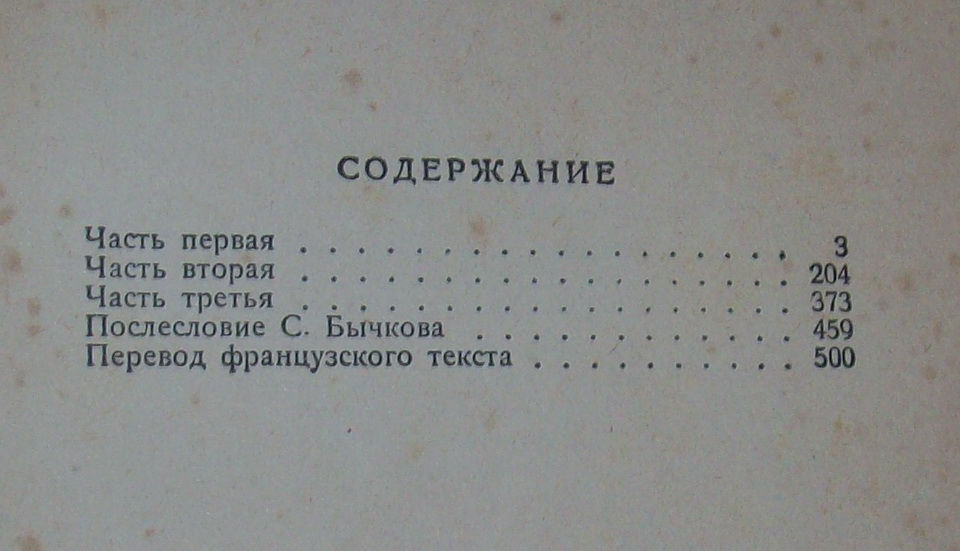 СОДЕРЖАНИЕ
Часть первая . . . . . . . . . . . . . . . . . 3
Часть вторая . . . . . . . . . . . . . . . . . 204
Часть третья . . . . . . . . . . . . . . . . . 373
Послесловие С. Бычкова . . . . . . . . . . . 459
Перевод французского текста . . . . . . . . . . 500